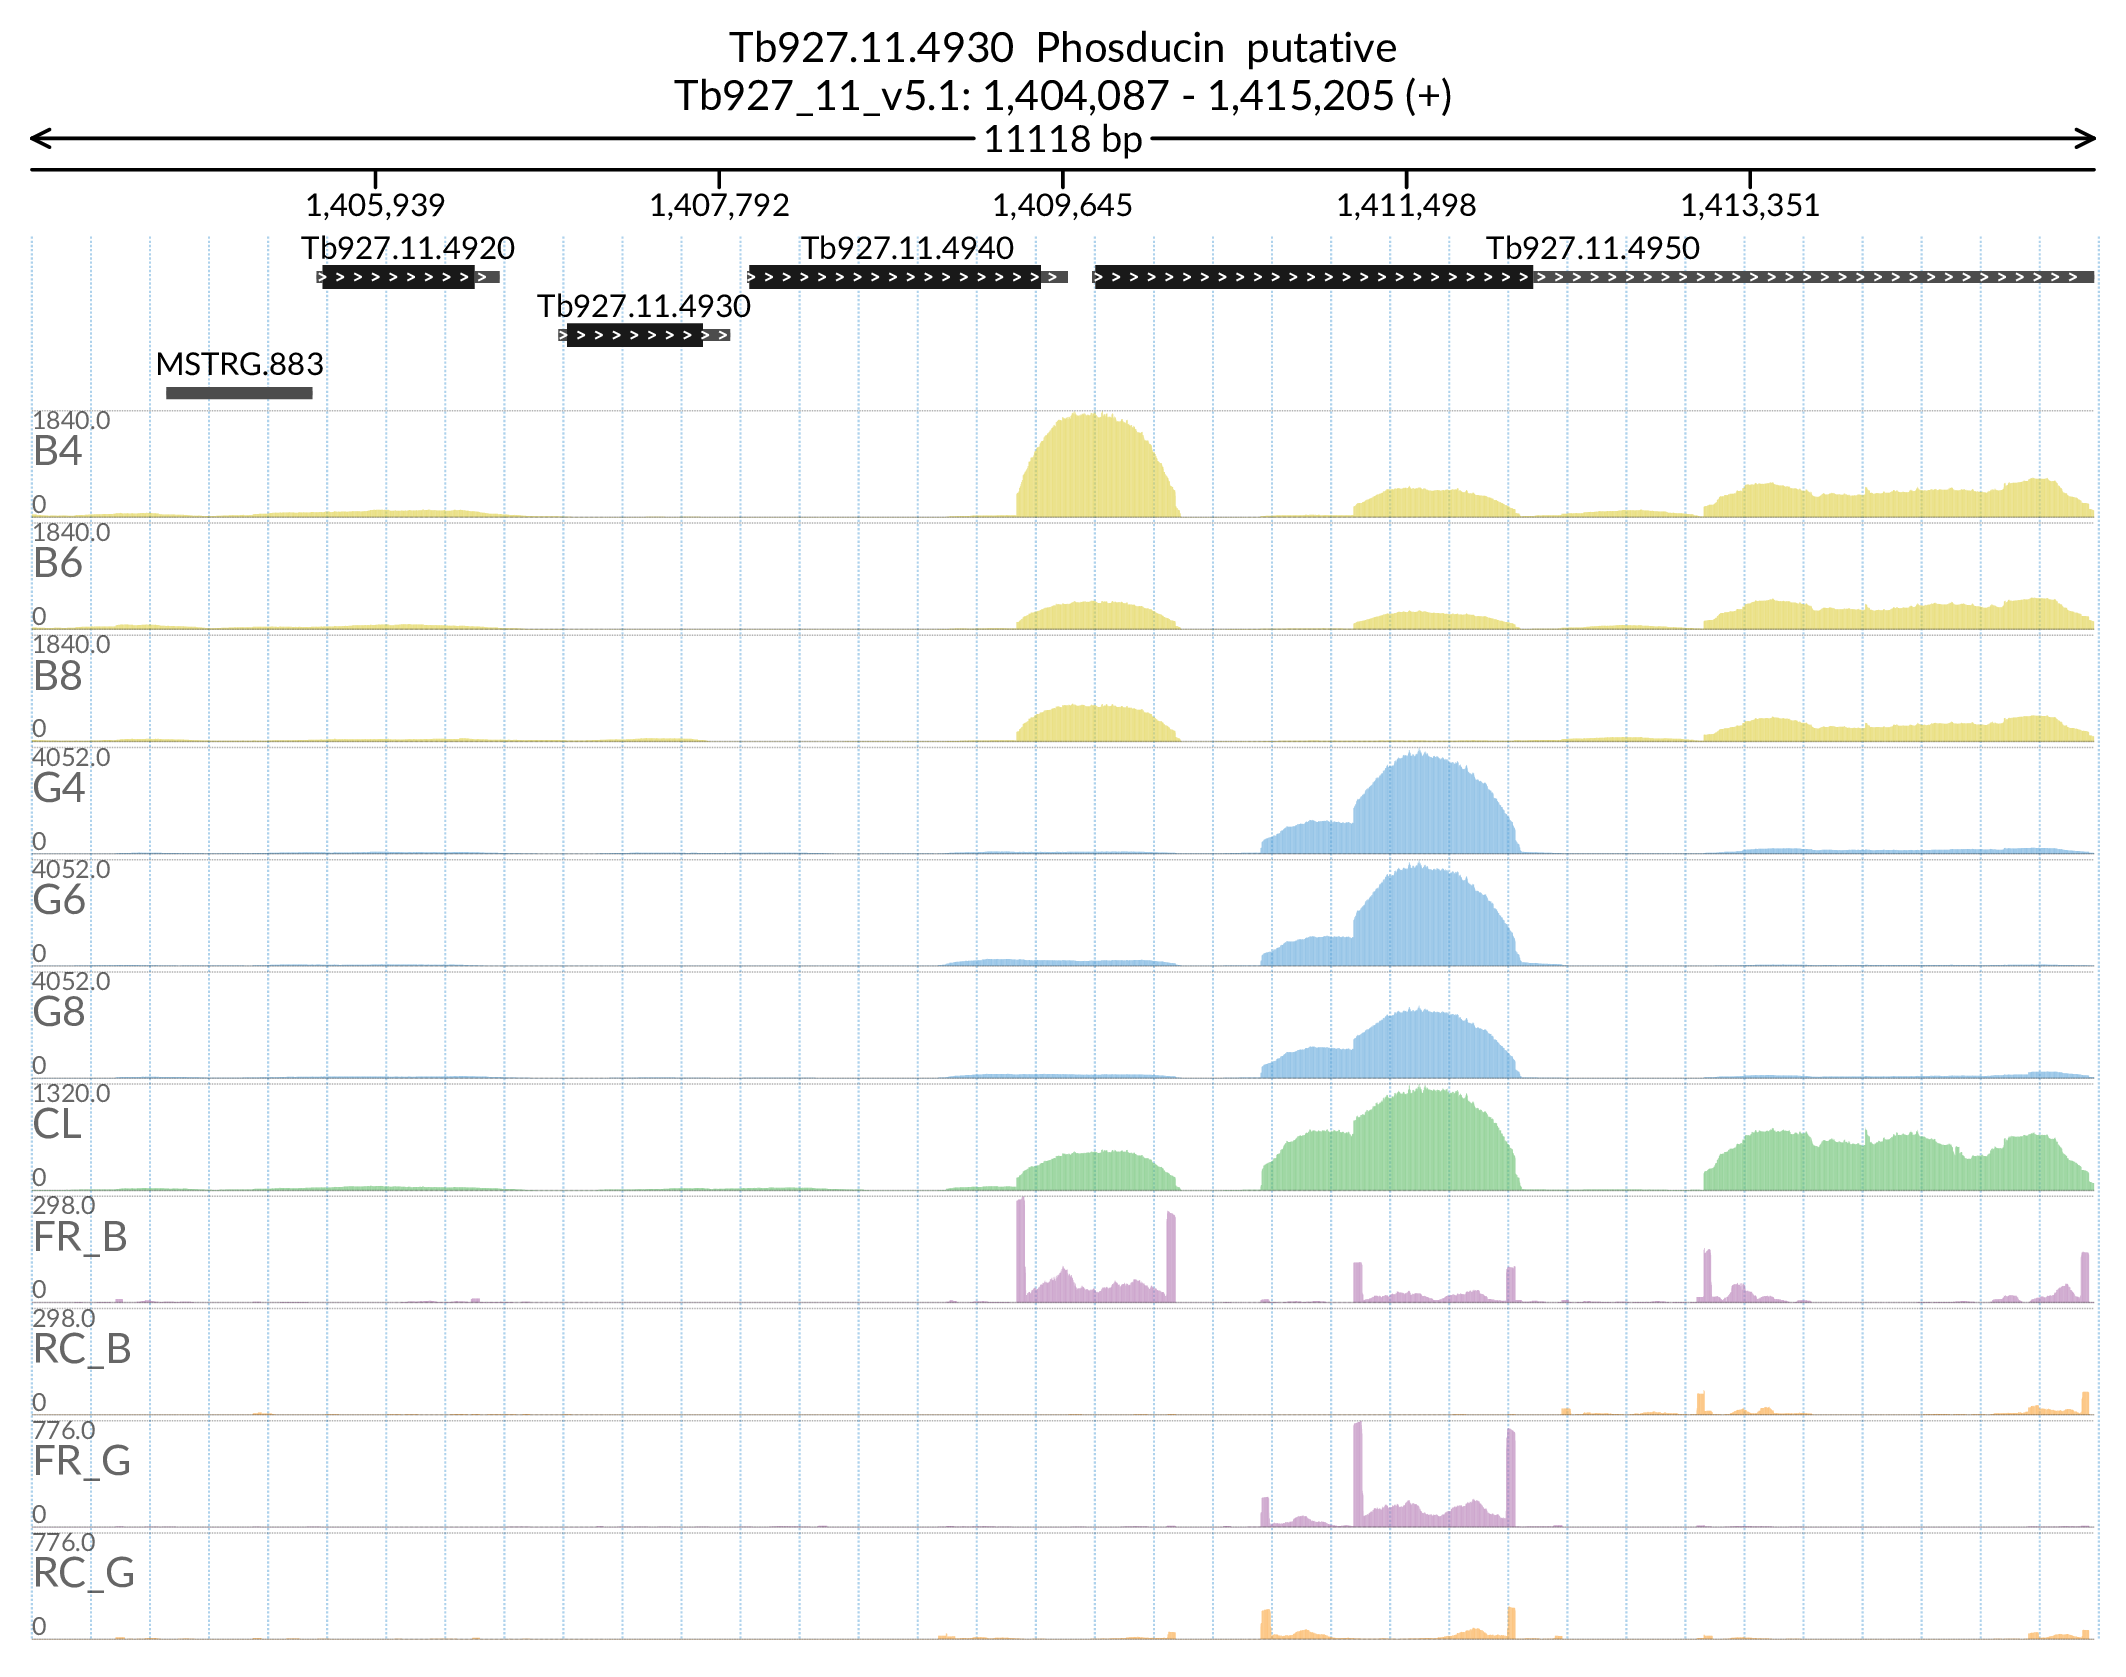 Tb927.11.4930 Phosducin putative
Tb927_11_v5.1: 1,404,087 - 1,415,205 (+)
11118 bp
1,405,939 1,407,792 1,409,645 1,411,498 1,413,351
Tb927.11.4920 Tb927.11.4940 Tb927.11.4950
Tb927.11.4930
MSTRG.883
1840.0
B4
0
1840.0
B6
0
1840.0
B8
0
4052.0
G4
0
4052.0
G6
0
4052.0
G8
0
1320.0
CL
0
298.0
FR_B
0
298.0
RC_B
0
776.0
FR_G
0
776.0
RC_G
0